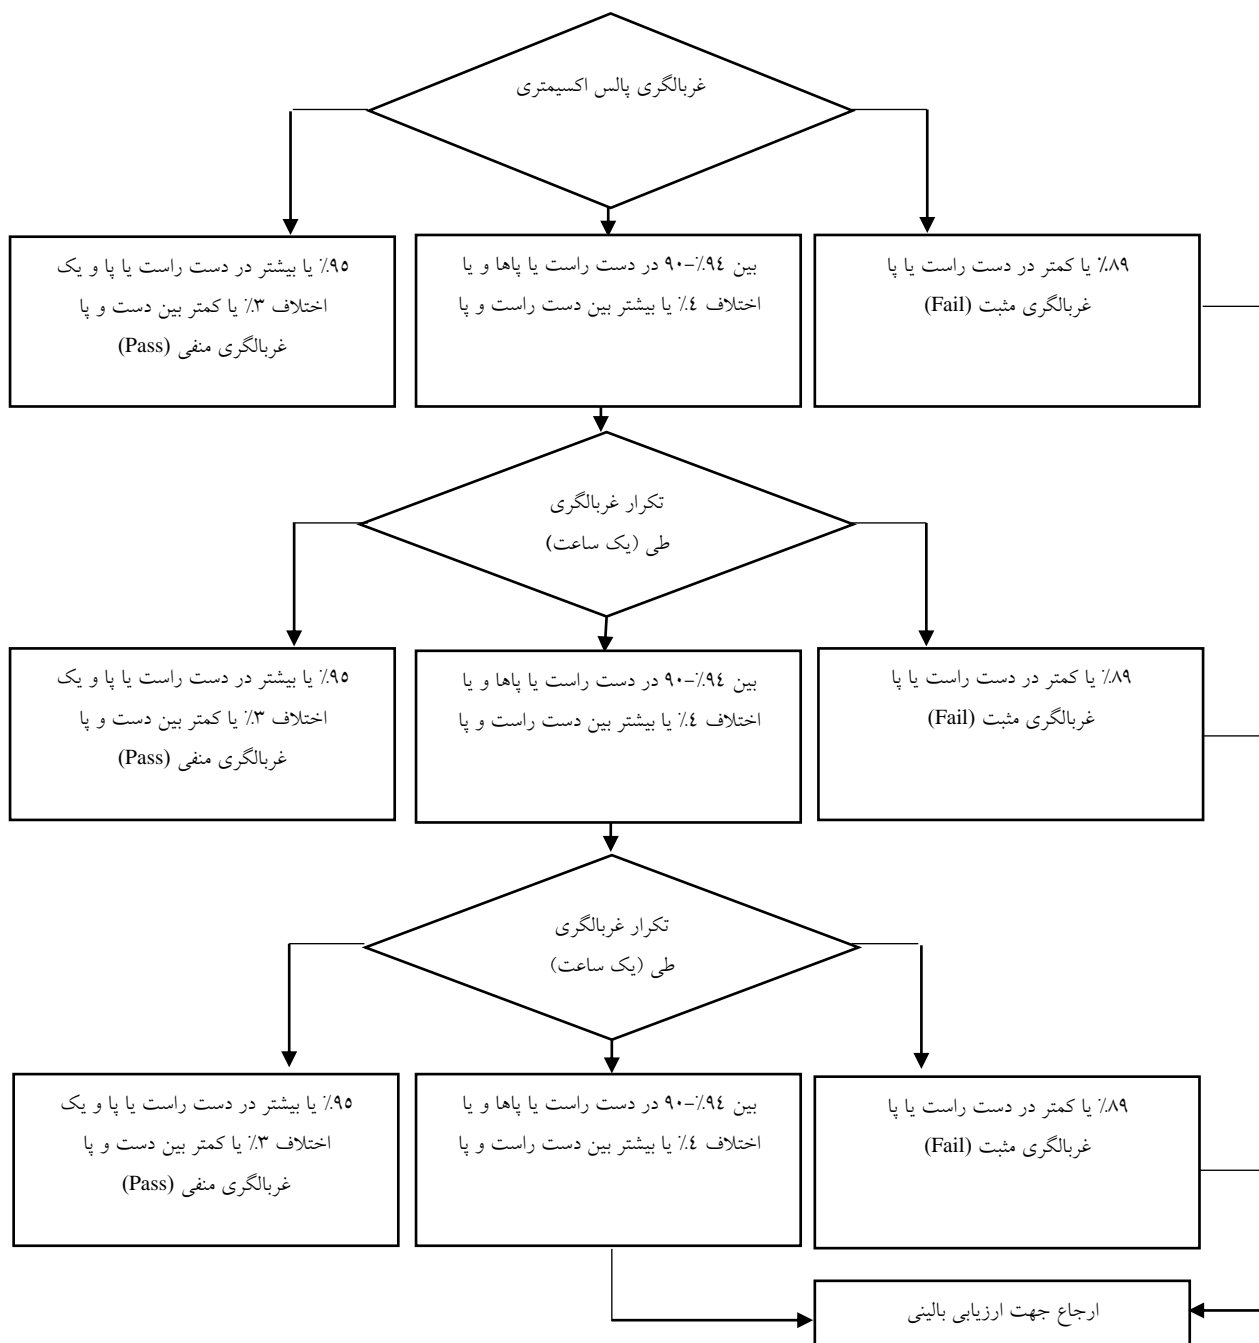 غربالگری پالس اکسیمتری
٨٩٪ یا کمتر در دست راست یا پا
غربالگری مثبت (Fail)
بین ٩٤٪-٩٠ در دست راست یا پاها و یا
اختلاف ٤٪ یا بیشتر بین دست راست و پا
٩٥٪ یا بیشتر در دست راست یا پا و یک
اختلاف ٣٪ یا کمتر بین دست و پا
غربالگری منفی (Pass)
تکرار غربالگری
طی (یک ساعت)
٨٩٪ یا کمتر در دست راست یا پا
غربالگری مثبت (Fail)
بین ٩٤٪-٩٠ در دست راست یا پاها و یا
اختلاف ٤٪ یا بیشتر بین دست راست و پا
٩٥٪ یا بیشتر در دست راست یا پا و یک
اختلاف ٣٪ یا کمتر بین دست و پا
غربالگری منفی (Pass)
تکرار غربالگری
طی (یک ساعت)
٨٩٪ یا کمتر در دست راست یا پا
غربالگری مثبت (Fail)
بین ٩٤٪-٩٠ در دست راست یا پاها و یا
اختلاف ٤٪ یا بیشتر بین دست راست و پا
٩٥٪ یا بیشتر در دست راست یا پا و یک
اختلاف ٣٪ یا کمتر بین دست و پا
غربالگری منفی (Pass)
ارجاع جهت ارزیابی بالینی